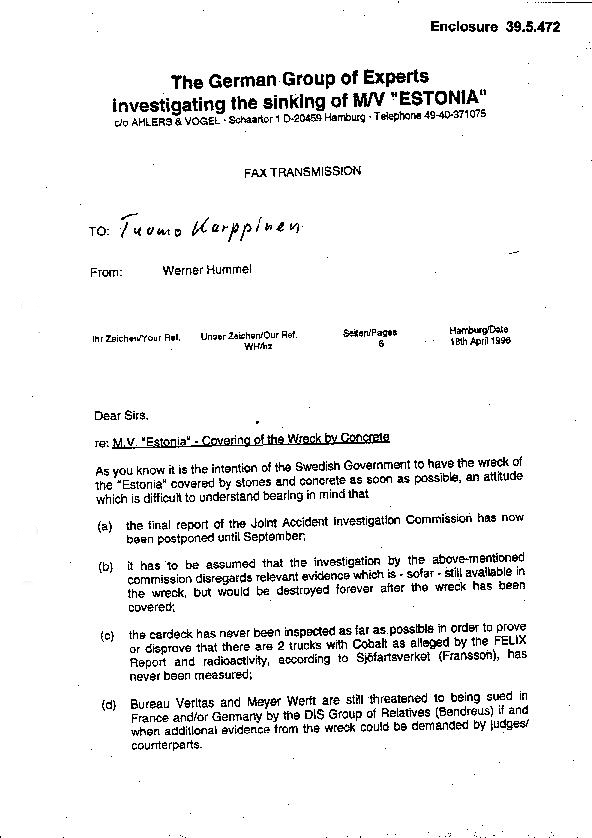 Enclosure 39.5.472
The German Group of Experts
investigating the sinking of M/V "ESTONIA"
c/o AHLERS & VOGEL · Schaartor 1 D-20459 Hamburg · Telephone 49-40-371075
FAX TRANSMISSION
TO: Tuomo Karppinen
From: Werner Hummel
Ihr Zeichen/Your Ref. Unser Zeichen/Our Ref. Seiten/Pages Hamburg/Date
WH/hz 6 18th April 1996
Dear Sirs,
re: M.V. "Estonia" - Covering of the Wreck by Concrete
As you know it is the intention of the Swedish Government to have the wreck of
the "Estonia" covered by stones and concrete as soon as possible, an attitude
which is difficult to understand bearing in mind that
(a) the final report of the Joint Accident Investigation Commission has now
been postponed until September;
(b) it has to be assumed that the investigation by the above-mentioned
commission disregards relevant evidence which is - sofar - still available in
the wreck, but would be destroyed forever after the wreck has been
covered;
(c) the cardeck has never been inspected as far as possible in order to prove
or disprove that there are 2 trucks with Cobalt as alleged by the FELIX
Report and radioactivity, according to Sjöfartsverket (Fransson), has
never been measured;
(d) Bureau Veritas and Meyer Werft are still threatened to being sued in
France and/or Germany by the DIS Group of Relatives (Bendreus) if and
when additional evidence from the wreck could be demanded by judges/
counterparts.